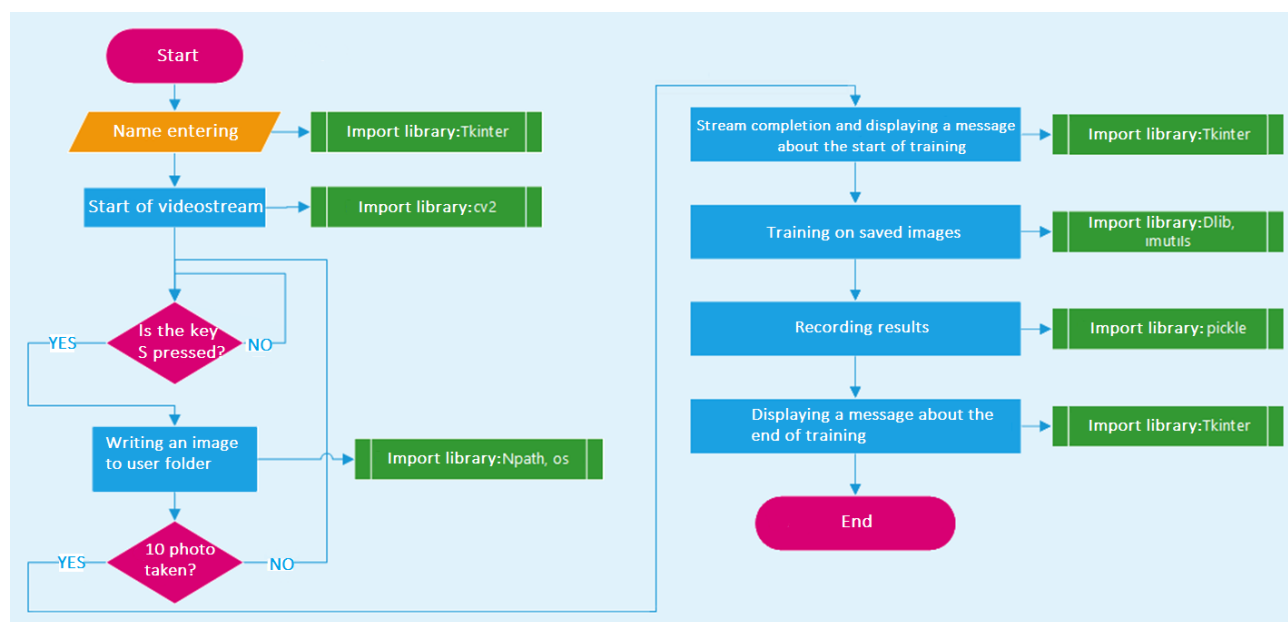 Start
Name entering
Import library:Tkinter
Start of videostream
Import library:cv2
Is the key
S pressed?
YES
NO
Writing an image
to user folder
Import library:Npath, os
10 photo
taken?
YES
NO
Stream completion and displaying a message
about the start of training
Import library:Tkinter
Training on saved images
Import library:Dlib,
imutils
Recording results
Import library: pickle
Displaying a message about the
end of training
Import library:Tkinter
End